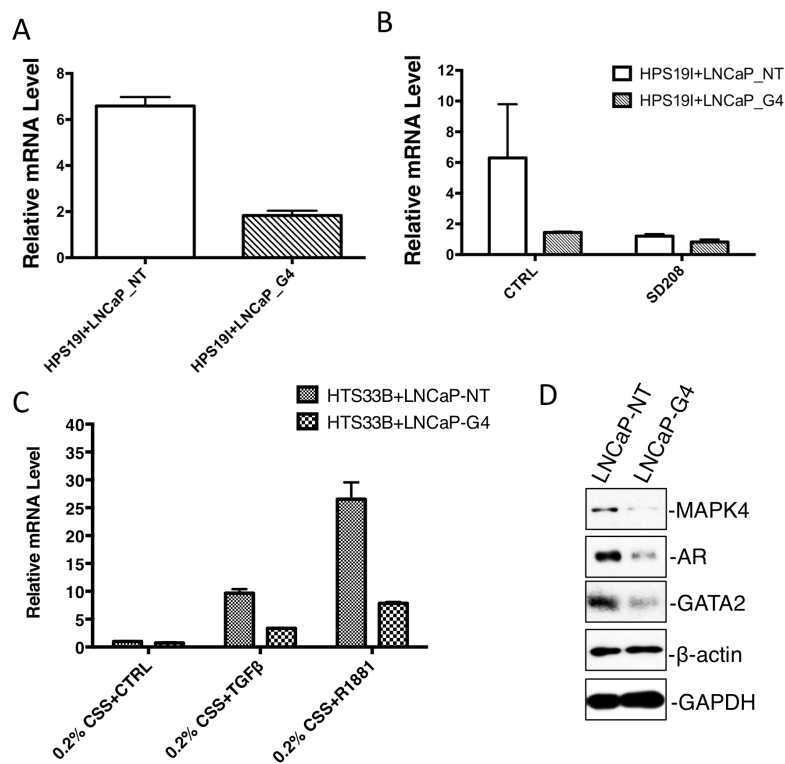 A
Relative mRNA Level
8
6
4
2
0
HPS19I+LNCaP_NT
HPS19I+LNCaP_G4
B
Relative mRNA Level
12
10
8
6
4
2
0
HPS19I+LNCaP_NT
HPS19I+LNCaP_G4
CTRL
SD208
C
HTS33B+LNCaP-NT
HTS33B+LNCaP-G4
Relative mRNA Level
40
35
30
25
20
15
10
5
0
0.2% CSS+CTRL
0.2% CSS+TGFβ
0.2% CSS+R1881
D
LNCaP-NT
LNCaP-G4
-MAPK4
-AR
-GATA2
-β-actin
-GAPDH